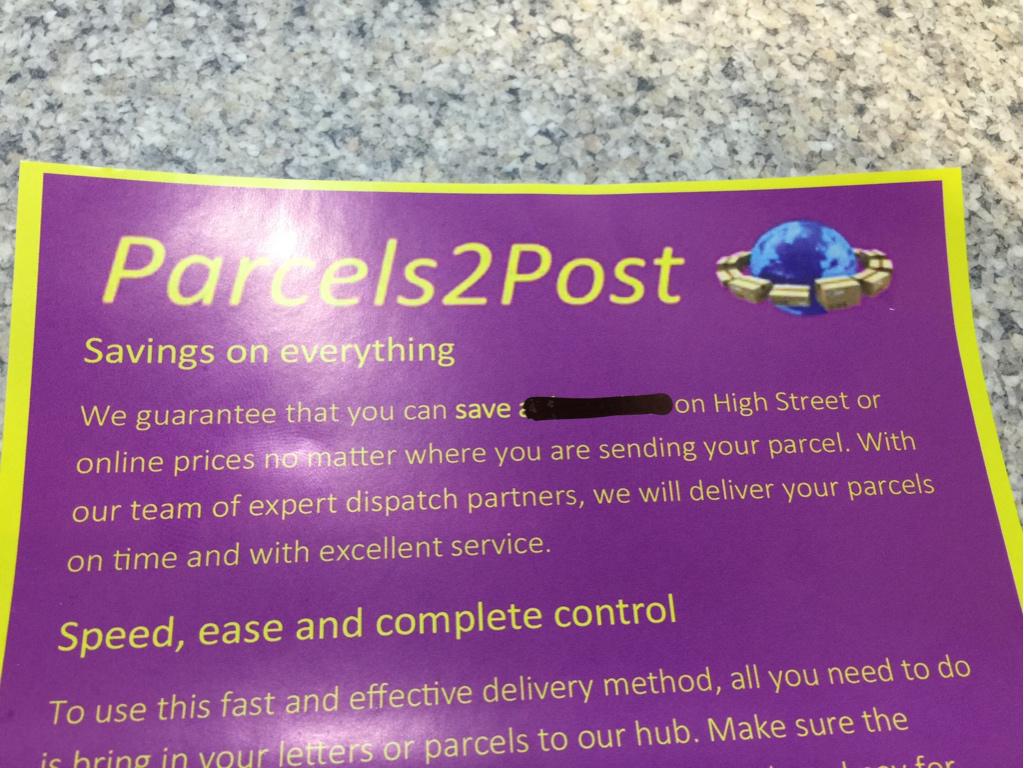 Parcels2Post
Savings on everything
We guarantee that you can save on High Street or
online prices no matter where you are sending your parcel. With
our team of expert dispatch partners, we will deliver your parcels
on time and with excellent service.
Speed, ease and complete control
To use this fast and effective delivery method, all you need to do
is bring in your letters or parcels to our hub. Make sure the
for